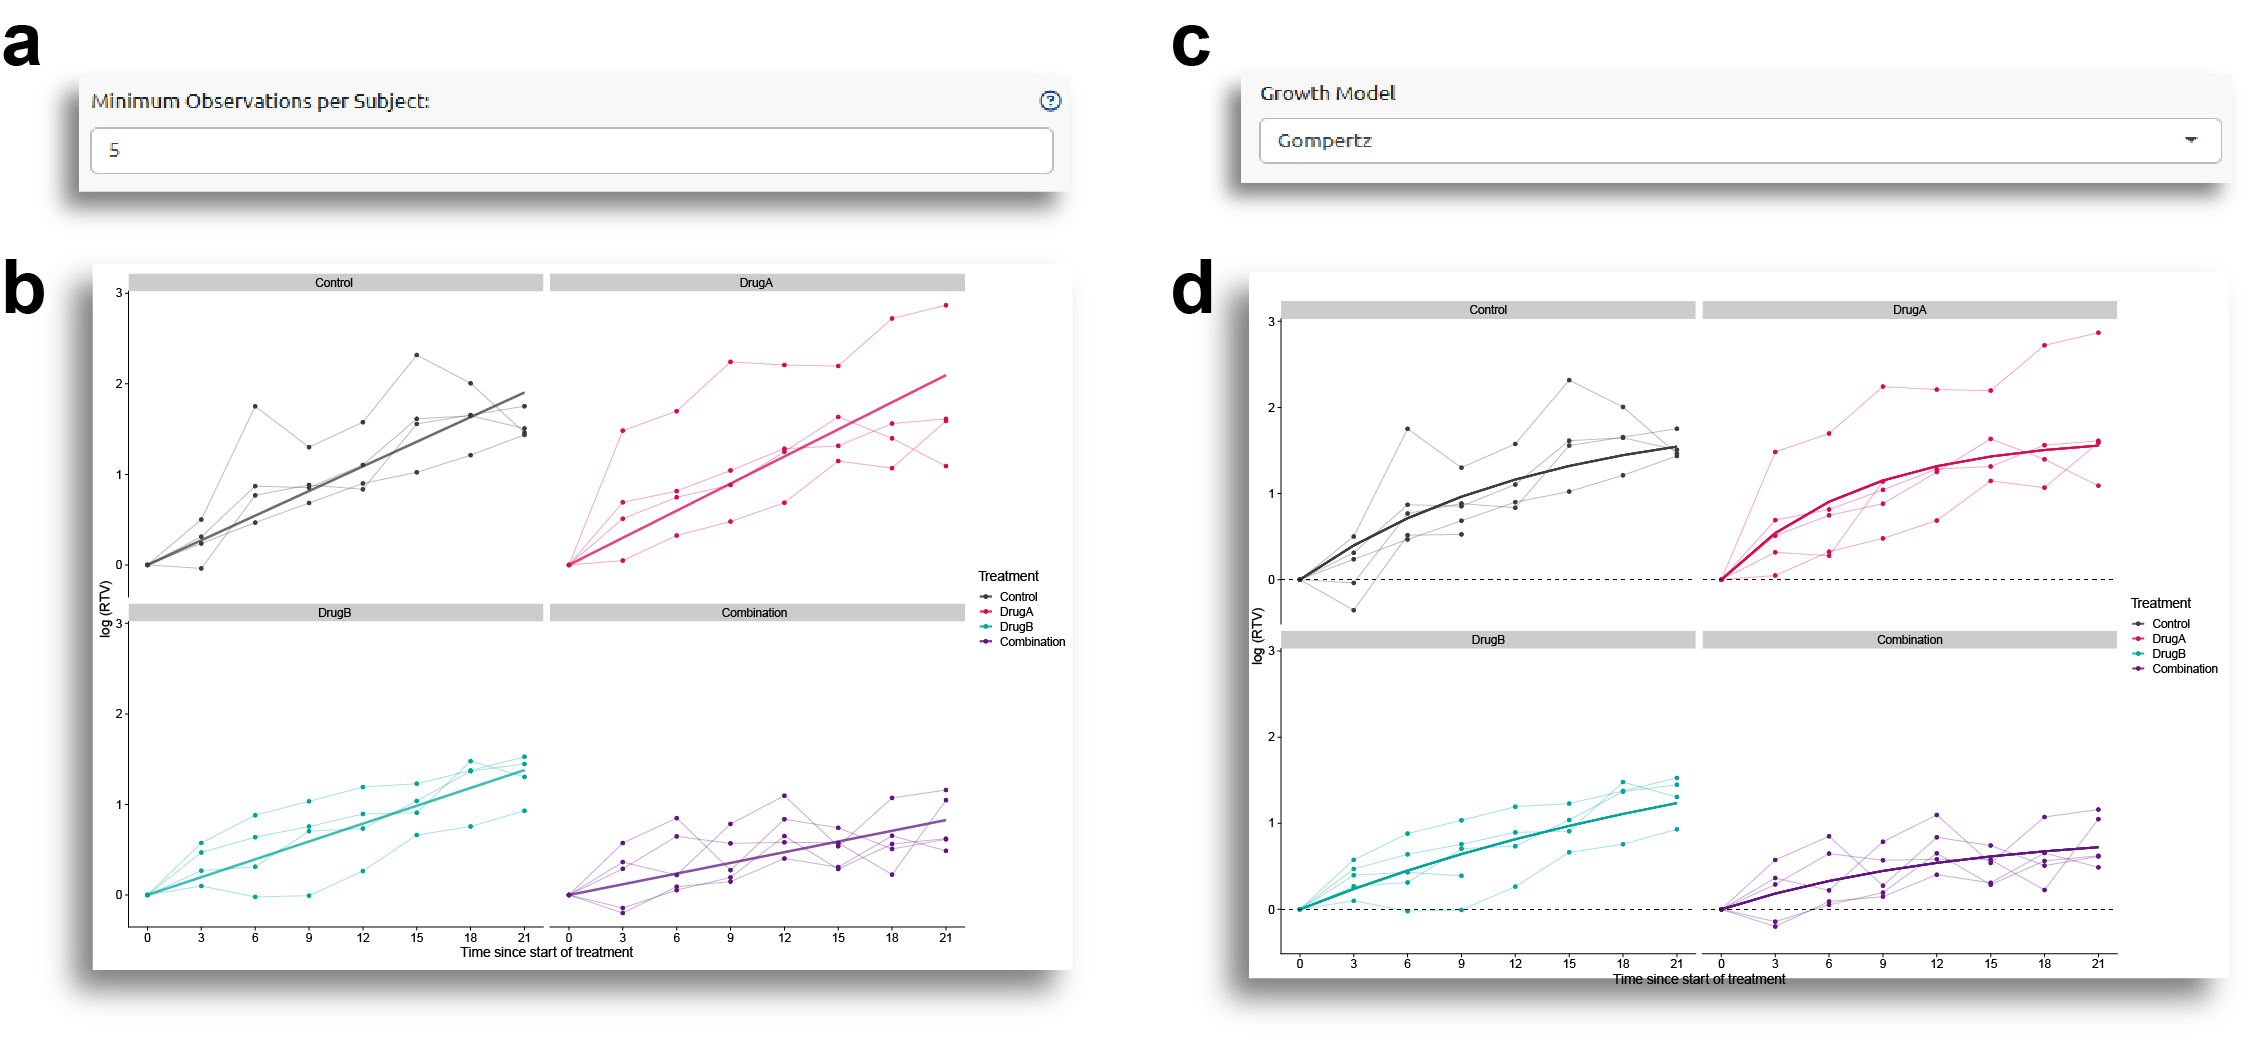 a
Minimum Observations per Subject:
?
5
b
Control
DrugA
3
2
1
0
DrugB
Combination
3
2
1
0
log (RTV)
0 3 6 9 12 15 18 21
0 3 6 9 12 15 18 21
Time since start of treatment
Treatment
Control
DrugA
DrugB
Combination
c
Growth Model
Gompertz
d
Control
DrugA
3
2
1
0
DrugB
Combination
3
2
1
0
log (RTV)
0 3 6 9 12 15 18 21
0 3 6 9 12 15 18 21
Time since start of treatment
Treatment
Control
DrugA
DrugB
Combination